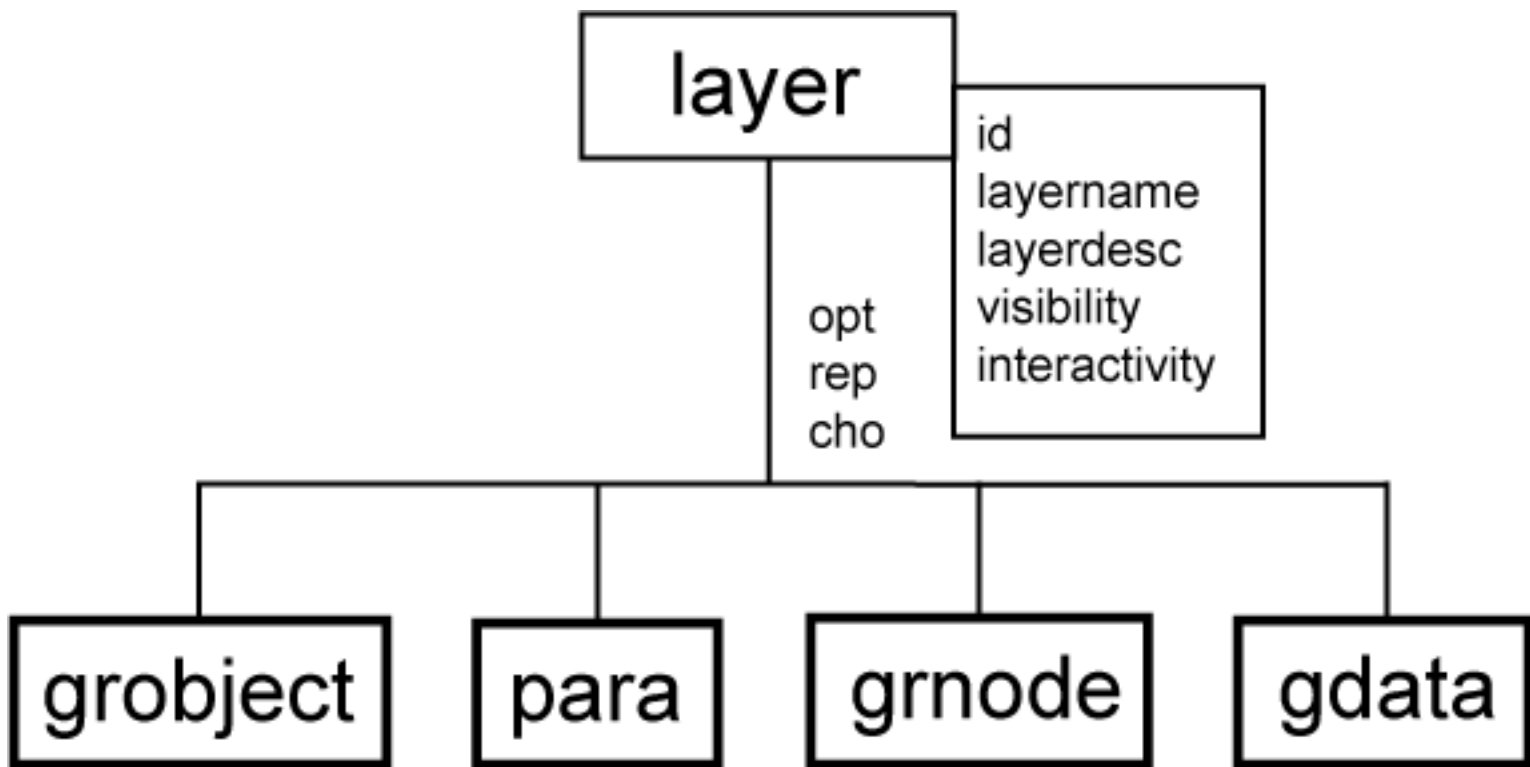 layer
id
layername
layerdesc
visibility
interactivity
opt
rep
cho
grobject
para
grnode
gdata